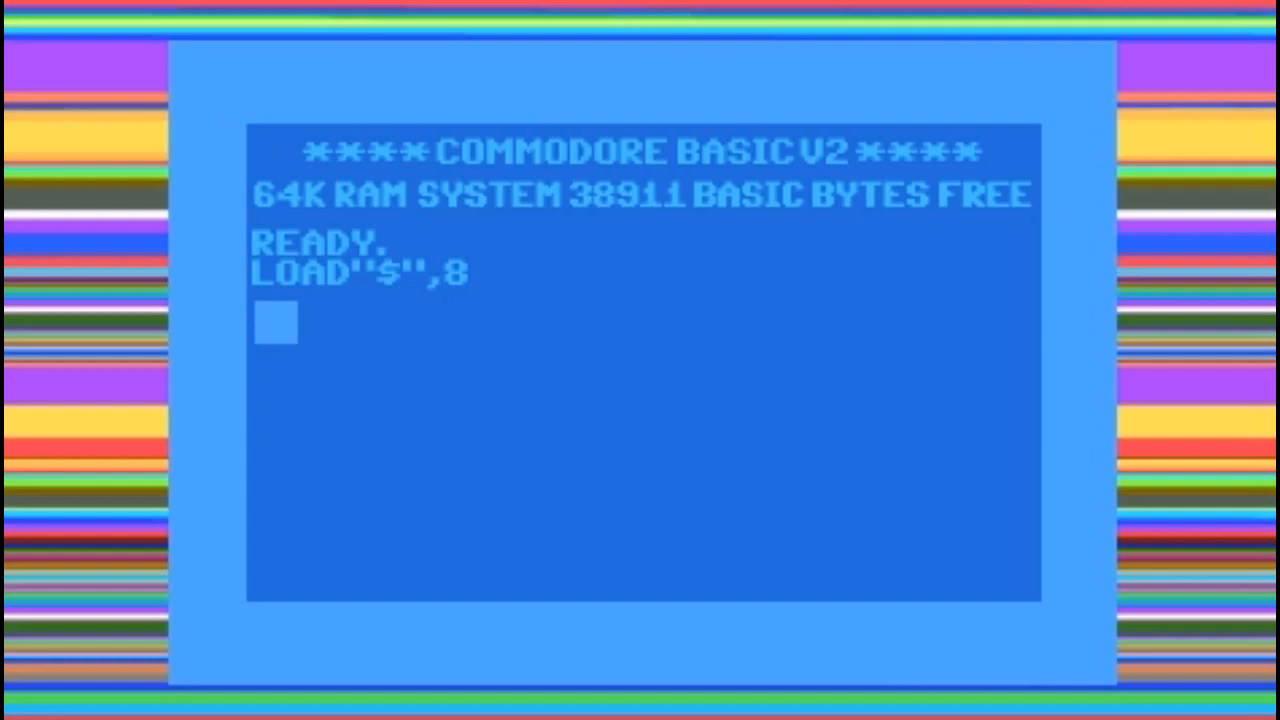 **** COMMODORE BASIC V2 ****
64K RAM SYSTEM 38911 BASIC BYTES FREE
READY.
LOAD"$",8